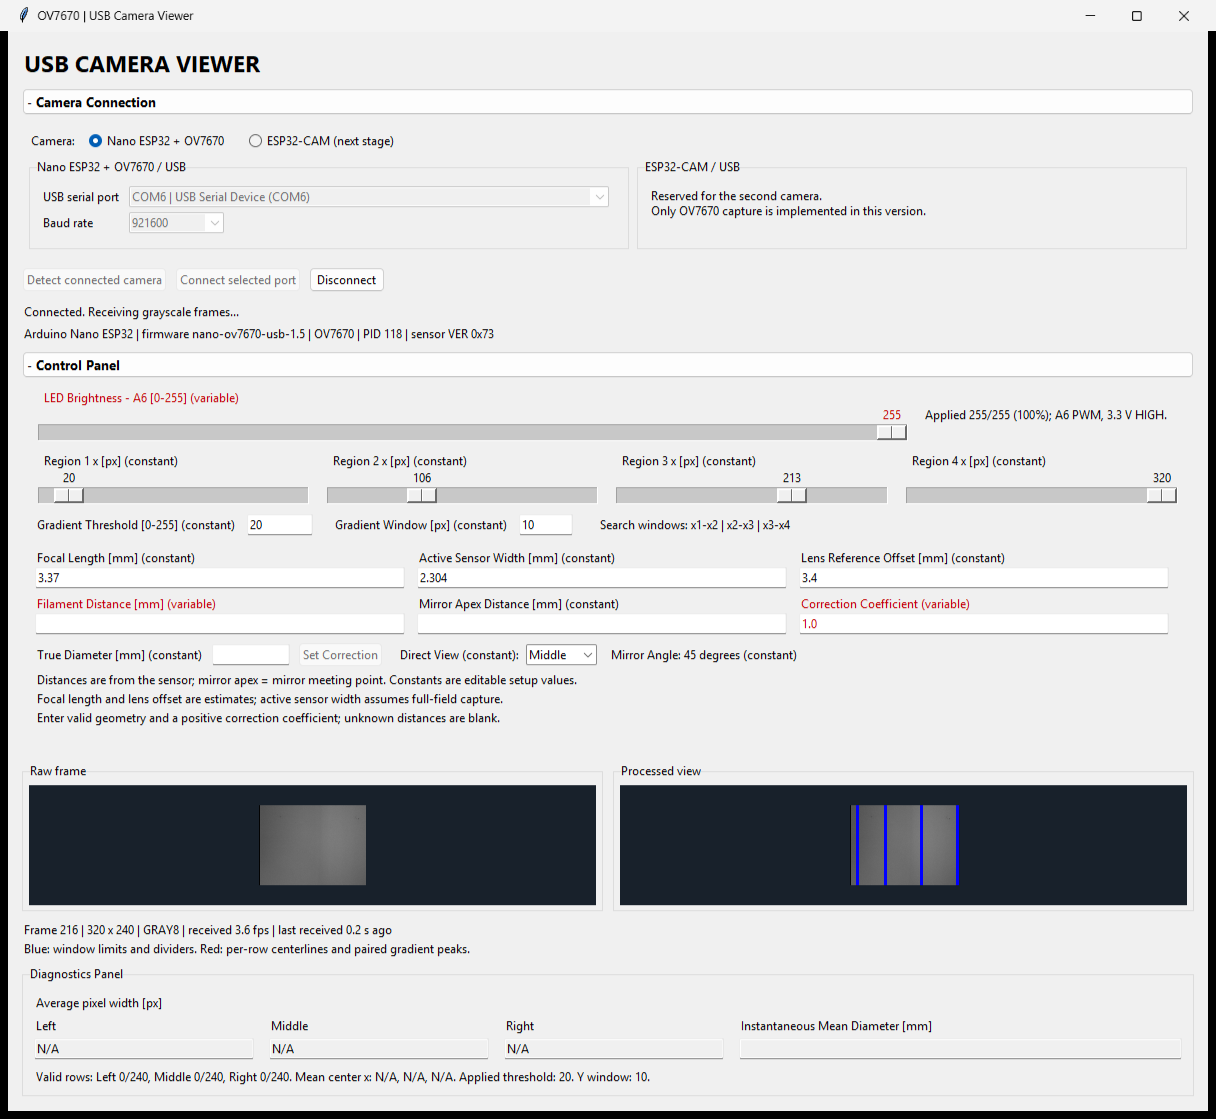 OV7670 | USB Camera Viewer
USB CAMERA VIEWER
- Camera Connection
Camera: Nano ESP32 + OV7670 ESP32-CAM (next stage)
Nano ESP32 + OV7670 / USB
USB serial port COM6 | USB Serial Device (COM6)
Baud rate 921600
ESP32-CAM / USB
Reserved for the second camera.
Only OV7670 capture is implemented in this version.
Detect connected camera Connect selected port Disconnect
Connected. Receiving grayscale frames...
Arduino Nano ESP32 | firmware nano-ov7670-usb-1.5 | OV7670 | PID 118 | sensor VER 0x73
- Control Panel
LED Brightness - A6 [0-255] (variable)
255 Applied 255/255 (100%); A6 PWM, 3.3 V HIGH.
Region 1 x [px] (constant) Region 2 x [px] (constant) Region 3 x [px] (constant) Region 4 x [px] (constant)
20 106 213 320
Gradient Threshold [0-255] (constant) 20 Gradient Window [px] (constant) 10 Search windows: x1-x2 | x2-x3 | x3-x4
Focal Length [mm] (constant) Active Sensor Width [mm] (constant) Lens Reference Offset [mm] (constant)
3.37 2.304 3.4
Filament Distance [mm] (variable) Mirror Apex Distance [mm] (constant) Correction Coefficient (variable)
1.0
True Diameter [mm] (constant) Set Correction Direct View (constant): Middle Mirror Angle: 45 degrees (constant)
Distances are from the sensor; mirror apex = mirror meeting point. Constants are editable setup values.
Focal length and lens offset are estimates; active sensor width assumes full-field capture.
Enter valid geometry and a positive correction coefficient; unknown distances are blank.
Raw frame Processed view
Frame 216 | 320 x 240 | GRAY8 | received 3.6 fps | last received 0.2 s ago
Blue: window limits and dividers. Red: per-row centerlines and paired gradient peaks.
Diagnostics Panel
Average pixel width [px]
Left Middle Right Instantaneous Mean Diameter [mm]
N/A N/A N/A
Valid rows: Left 0/240, Middle 0/240, Right 0/240. Mean center x: N/A, N/A, N/A. Applied threshold: 20. Y window: 10.